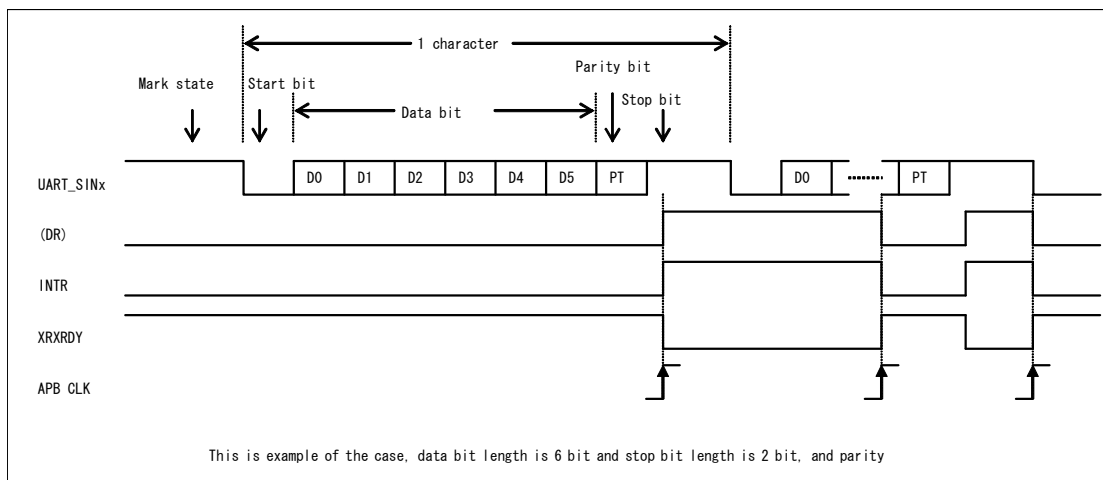 1 character
Parity bit
Mark state
Start bit
Stop bit
Data bit
UART_SINx
D0
D1
D2
D3
D4
D5
PT
D0
PT
(DR)
INTR
XRXRDY
APB CLK
This is example of the case, data bit length is 6 bit and stop bit length is 2 bit, and parity